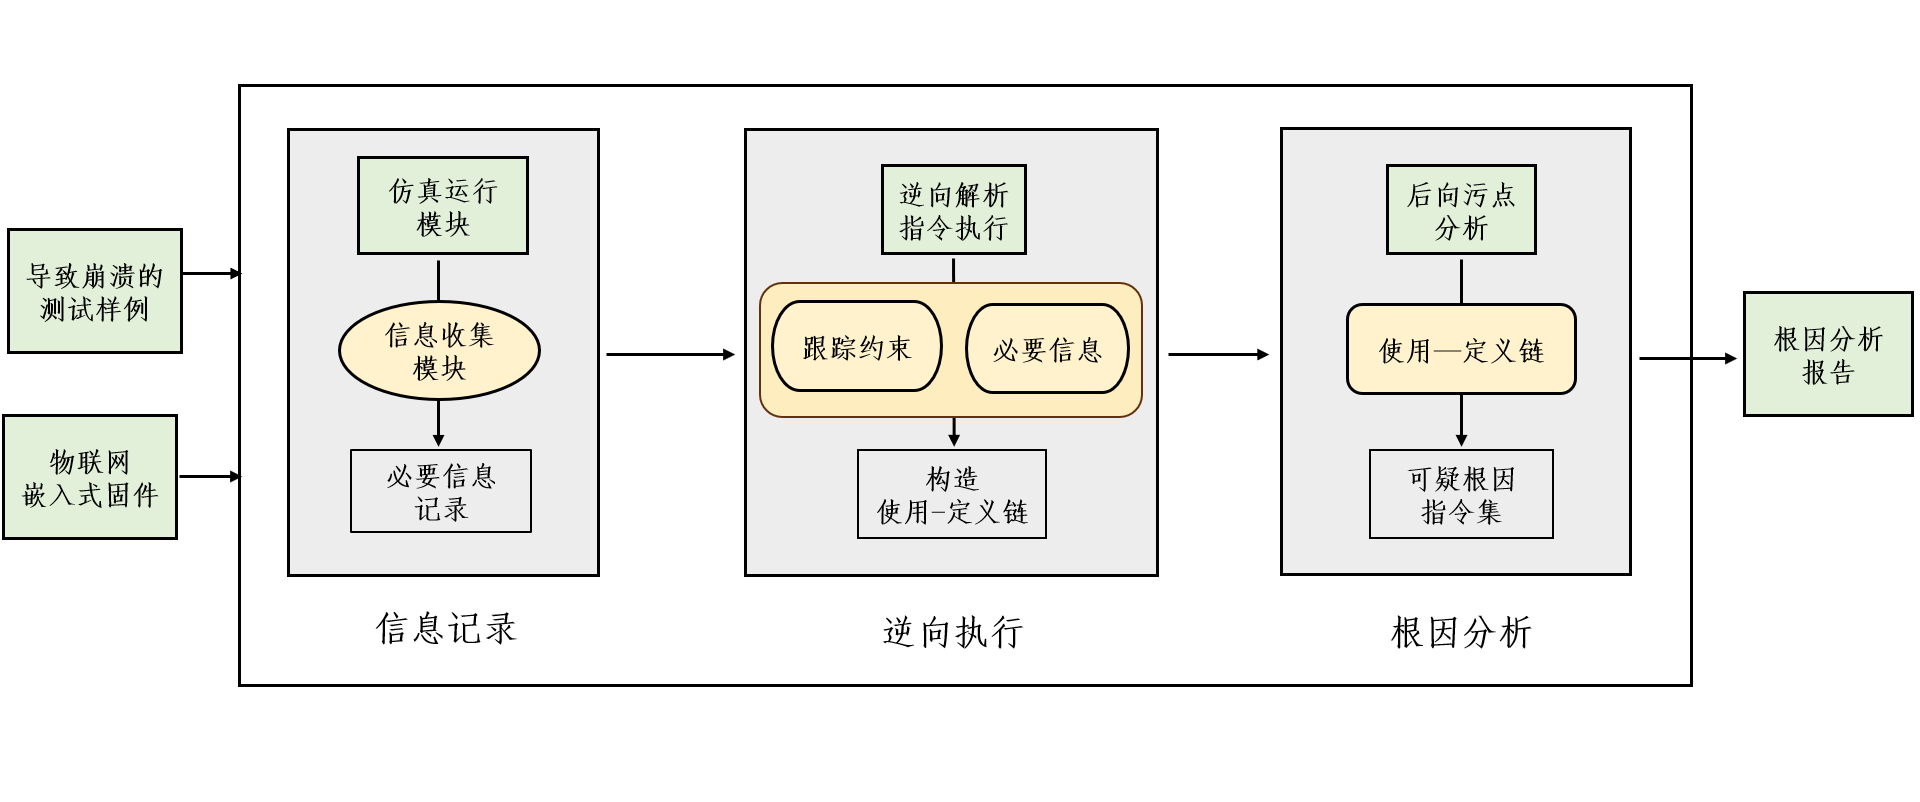 导致崩溃的
测试样例
物联网
嵌入式固件
仿真运行
模块
信息收集
模块
必要信息
记录
信息记录
逆向解析
指令执行
跟踪约束
必要信息
构造
使用-定义链
逆向执行
后向污点
分析
使用—定义链
可疑根因
指令集
根因分析
根因分析
报告